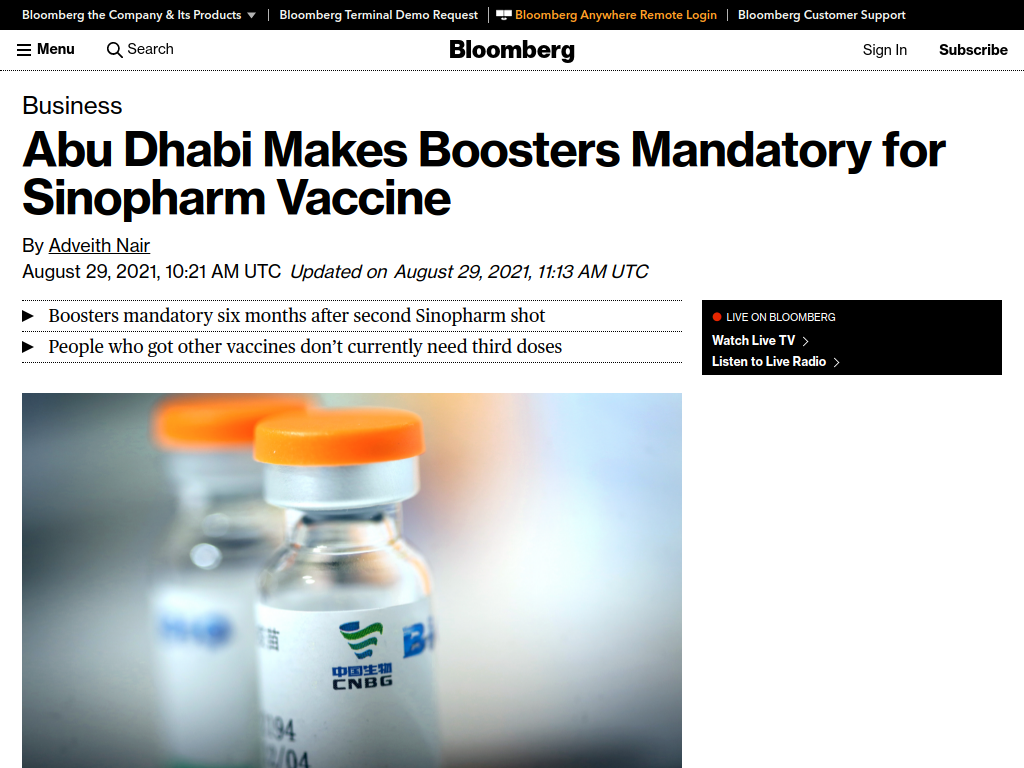 Bloomberg the Company & Its Products
Bloomberg Terminal Demo Request
Bloomberg Anywhere Remote Login
Bloomberg Customer Support
Menu
Search
Bloomberg
Sign In
Subscribe
Business
Abu Dhabi Makes Boosters Mandatory for
Sinopharm Vaccine
By Adveith Nair
August 29, 2021, 10:21 AM UTC Updated on August 29, 2021, 11:13 AM UTC
Boosters mandatory six months after second Sinopharm shot
People who got other vaccines don’t currently need third doses
LIVE ON BLOOMBERG
Watch Live TV
Listen to Live Radio
苗
中国生物
CNBG